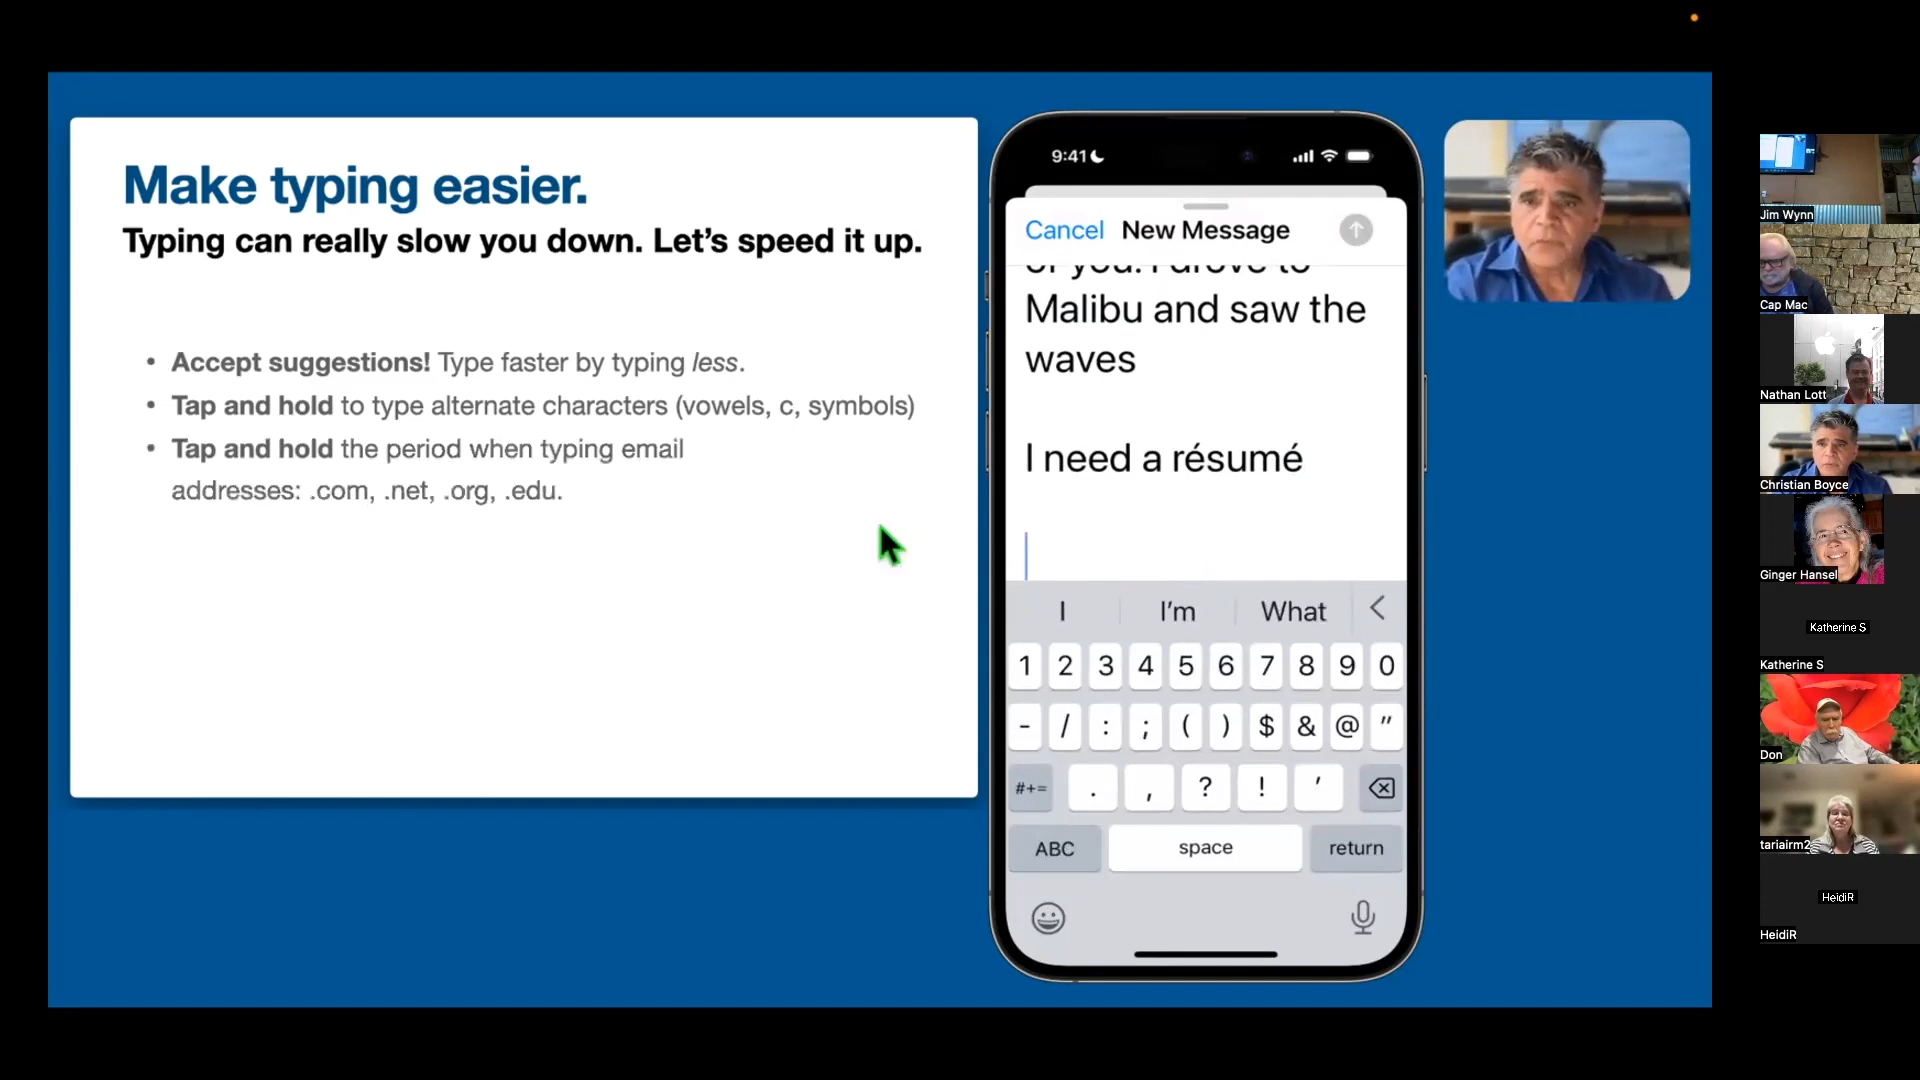 Make typing easier.
Typing can really slow you down. Let's speed it up.
• Accept suggestions! Type faster by typing less.
• Tap and hold to type alternate characters (vowels, c, symbols)
• Tap and hold the period when typing email
addresses: .com, .net, .org, .edu.
9:41
Cancel New Message
of you. I drove to
Malibu and saw the
waves
I need a résumé
I I'm What
1 2 3 4 5 6 7 8 9 0
- / : ; ( ) $ & @ "
#+= . , ? ! '
ABC space return
Jim Wynn
Cap Mac
Nathan Lott
Christian Boyce
Ginger Hansel
Katherine S
Katherine S
Don
tariairm2
HeidiR
HeidiR